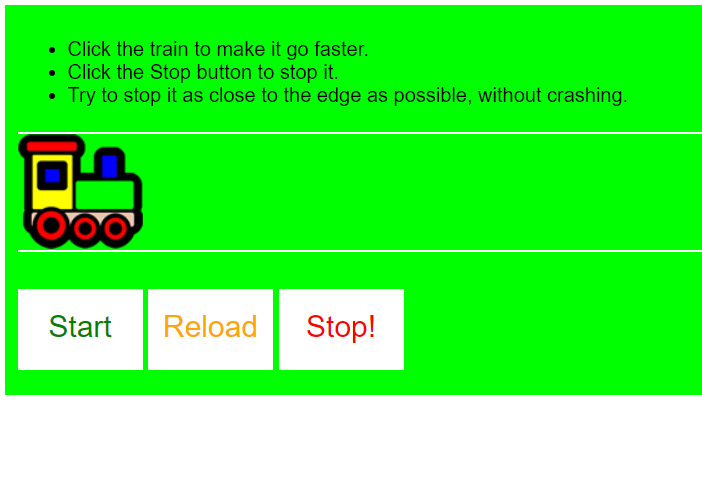 Click the train to make it go faster.
Click the Stop button to stop it.
Try to stop it as close to the edge as possible, without crashing.
Start Reload Stop!